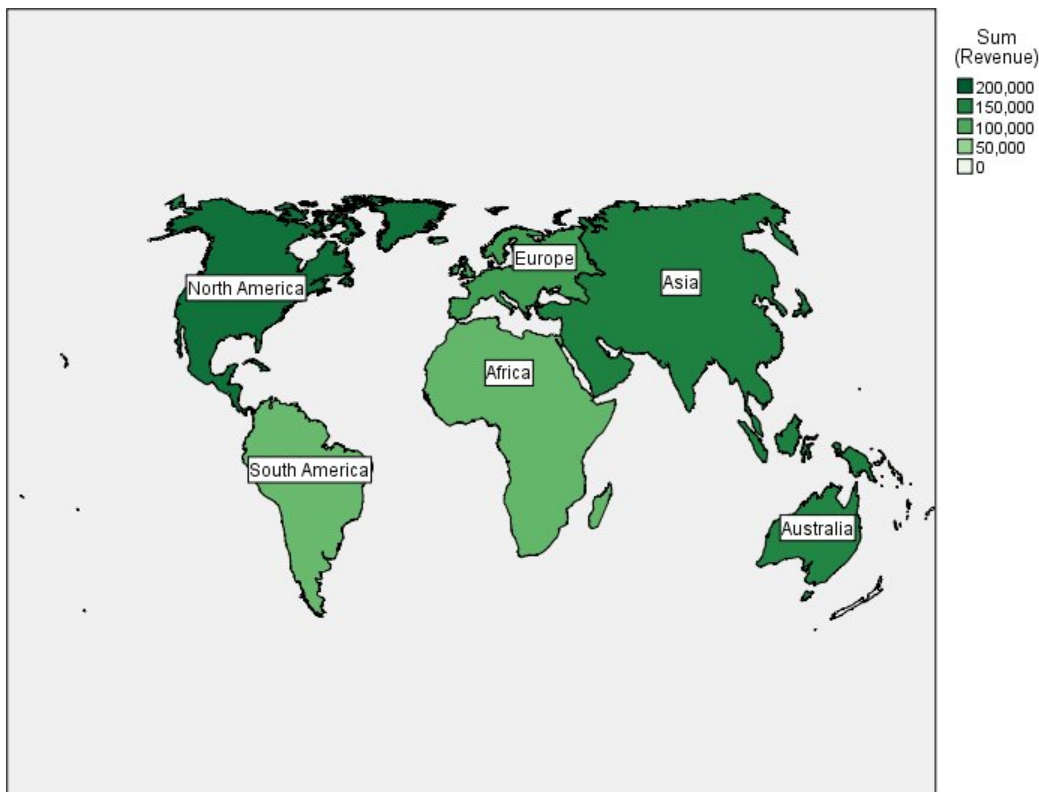 Sum
(Revenue)
200,000
150,000
100,000
50,000
0
Europe
North America
Asia
Africa
South America
Australia